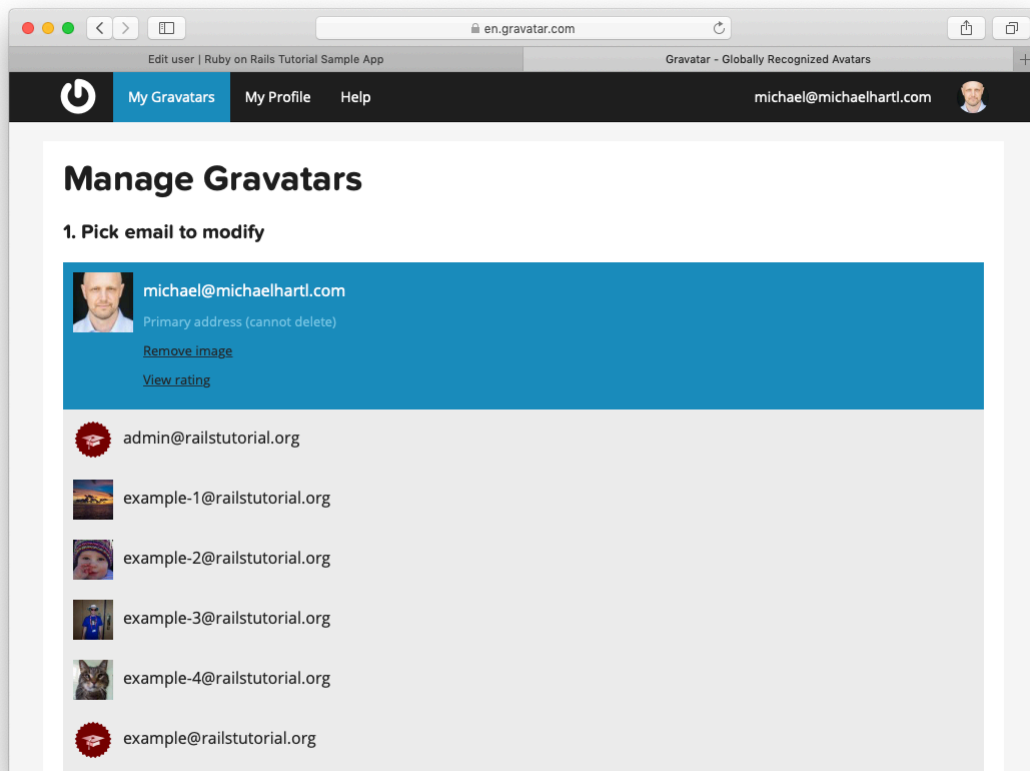 en.gravatar.com
Edit user | Ruby on Rails Tutorial Sample App
Gravatar - Globally Recognized Avatars
My Gravatars My Profile Help michael@michaelhartl.com
Manage Gravatars
1. Pick email to modify
michael@michaelhartl.com
Primary address (cannot delete)
Remove image
View rating
admin@railstutorial.org
example-1@railstutorial.org
example-2@railstutorial.org
example-3@railstutorial.org
example-4@railstutorial.org
example@railstutorial.org